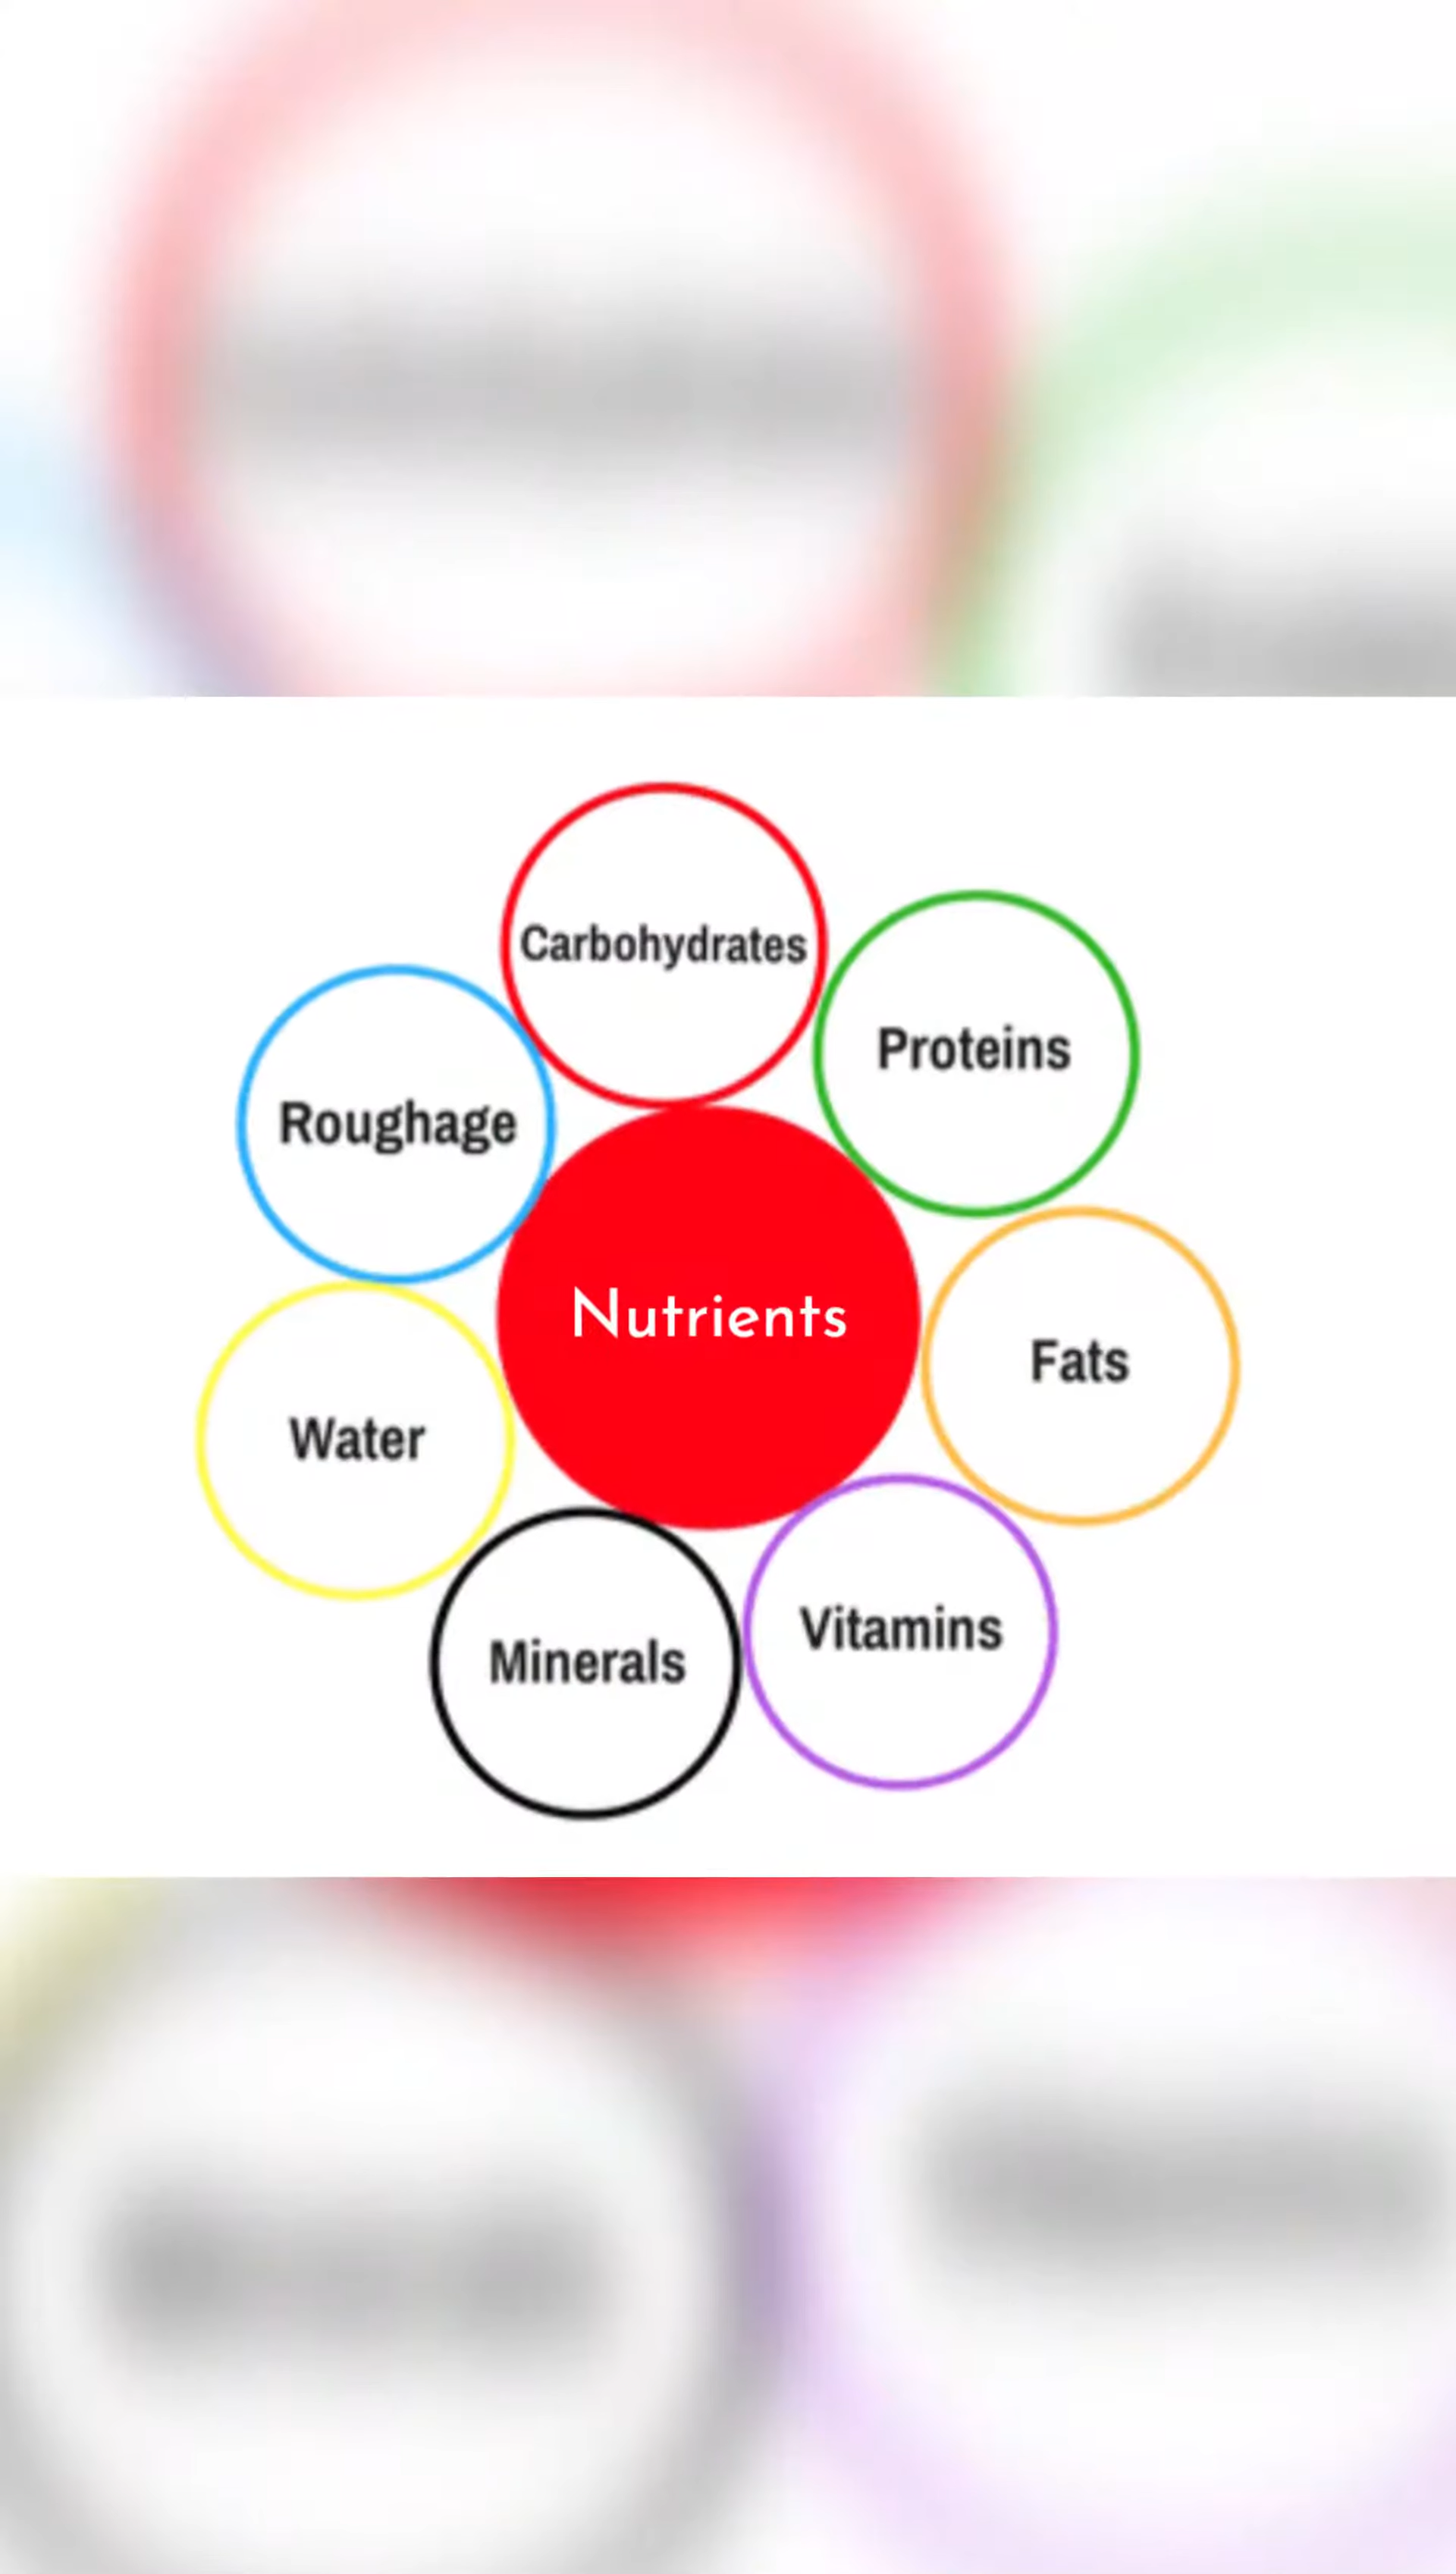 Carbohydrates
Proteins
Roughage
Nutrients
Fats
Water
Vitamins
Minerals